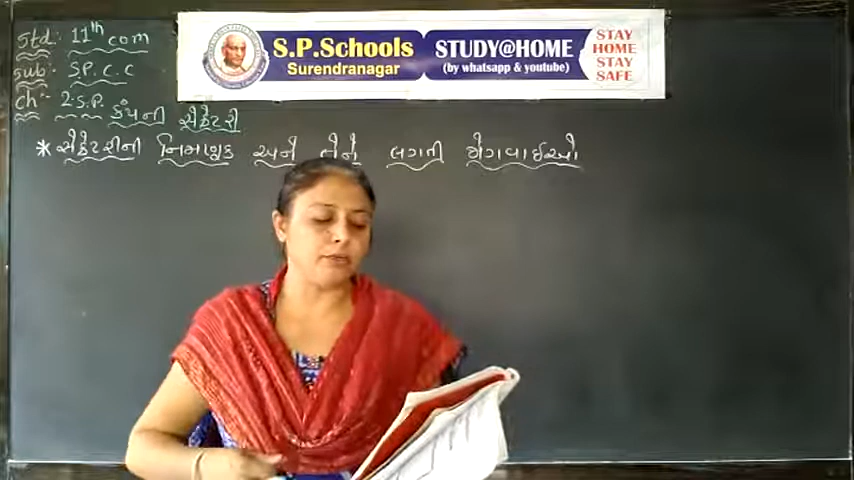 Std: 11th com
Sub: S.P.C.C
Ch:- 2. S.P. કંપની સેક્રેટરી
* સેક્રેટરીની નિમણૂક અને તેને લગતી જોગવાઈઓ
S.P.Schools
Surendranagar
STUDY@HOME
(by whatsapp & youtube)
STAY
HOME
STAY
SAFE